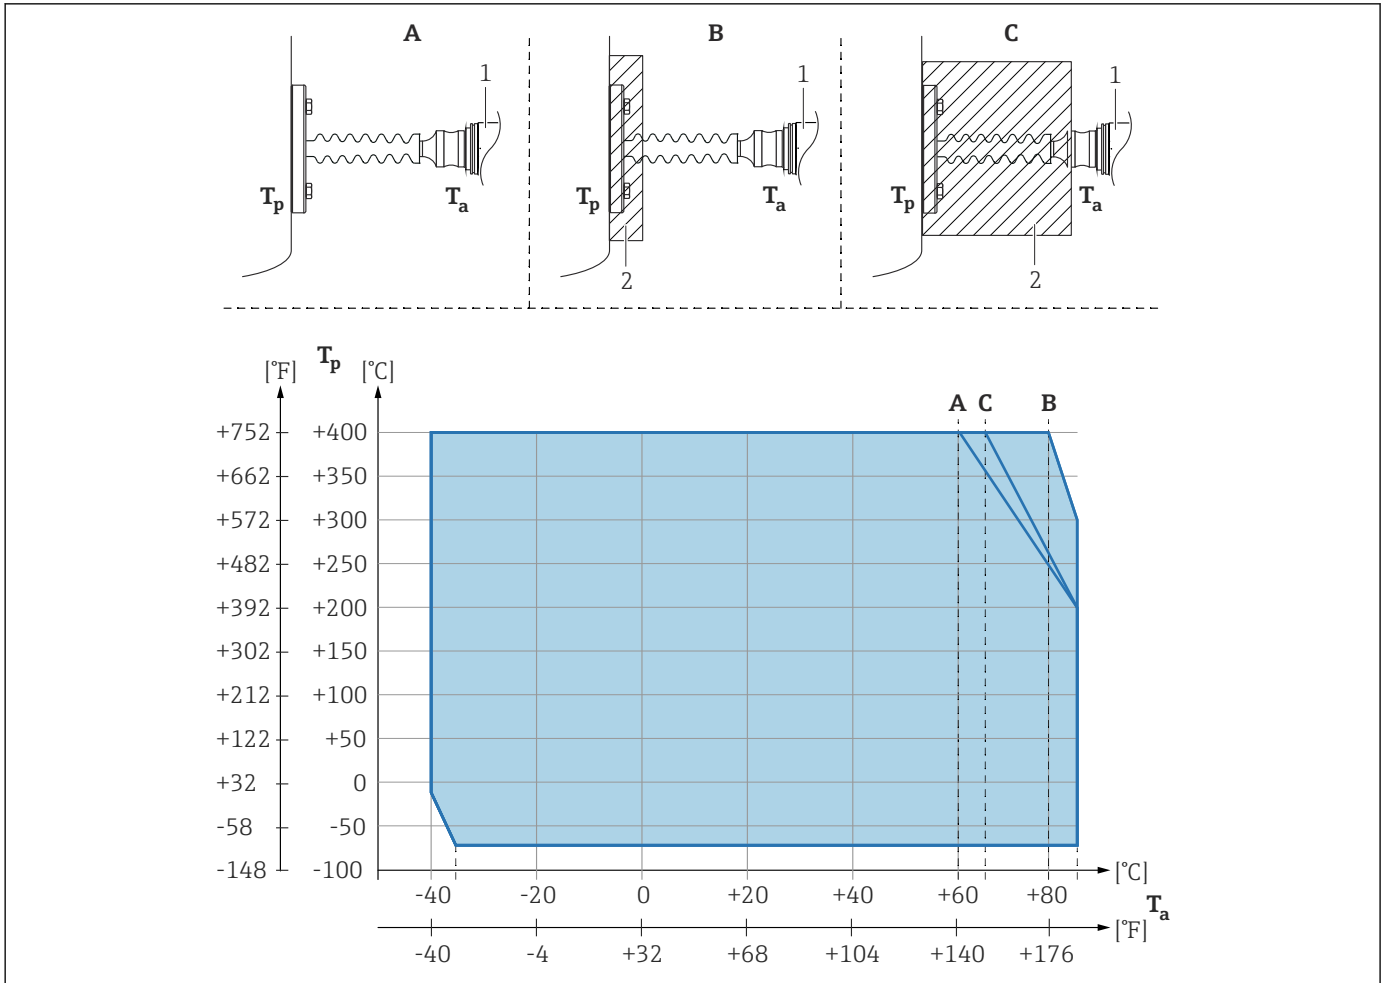 A B C
1 1 1
Tp Ta Tp Ta Tp Ta
2 2
Tp
[°F] [°C]
A C B
+752 +400
+662 +350
+572 +300
+482 +250
+392 +200
+302 +150
+212 +100
+122 +50
+32 0
-58 -50
-148 -100
[°C]
-40 -20 0 +20 +40 +60 +80
Ta
[°F]
-40 -4 +32 +68 +104 +140 +176